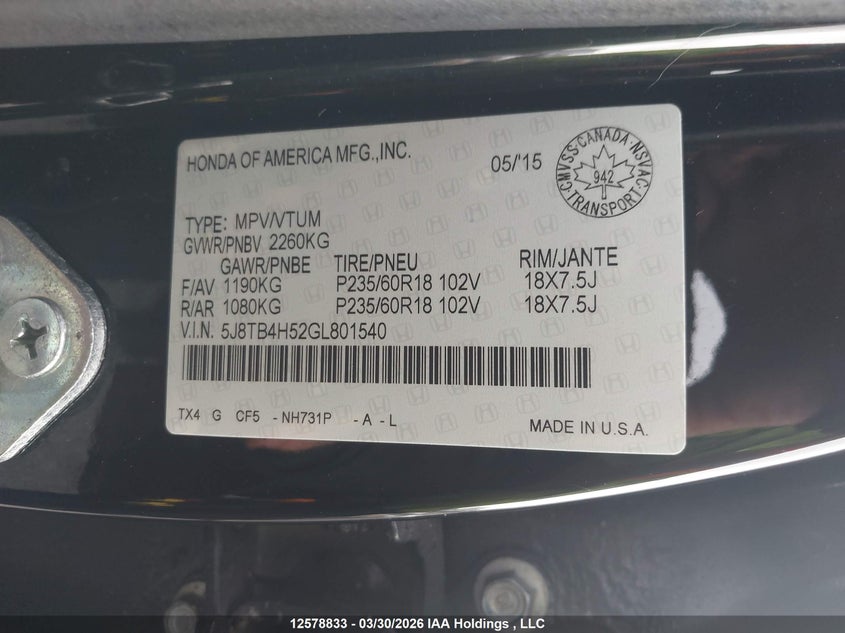 HONDA OF AMERICA MFG.,INC.
05/'15
CMVSS·CANADA·NSVAC
942
TRANSPORT
TYPE: MPV/VTUM
GVWR/PNBV 2260KG
GAWR/PNBE TIRE/PNEU RIM/JANTE
F/AV 1190KG P235/60R18 102V 18X7.5J
R/AR 1080KG P235/60R18 102V 18X7.5J
V.I.N. 5J8TB4H52GL801540
TX4 G CF5 - NH731P - A - L
MADE IN U.S.A.
12578833 - 03/30/2026 IAA Holdings , LLC